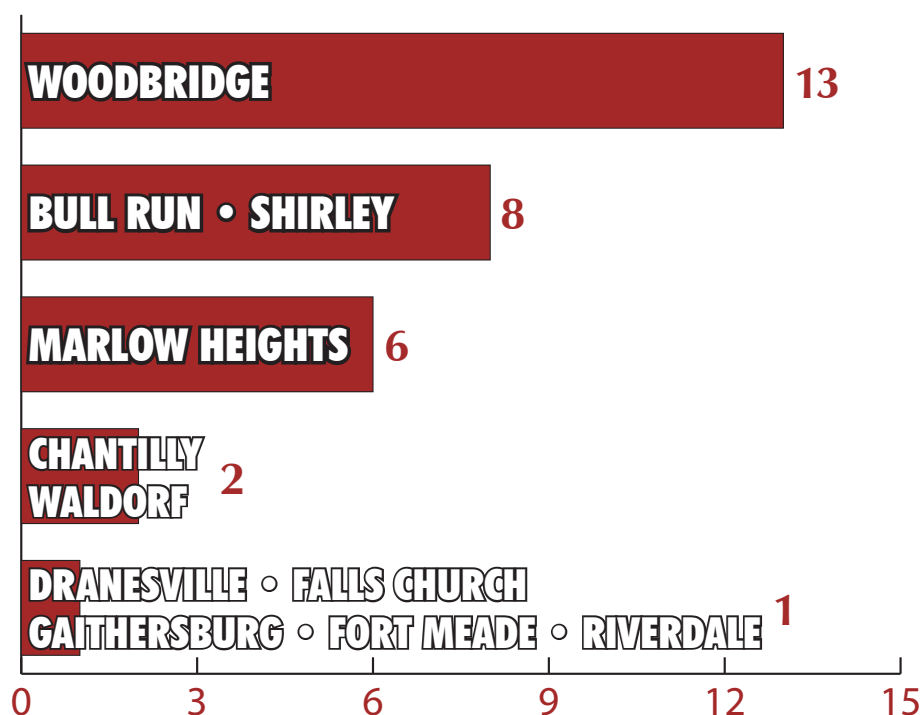 WOODBRIDGE 13
BULL RUN • SHIRLEY 8
MARLOW HEIGHTS 6
CHANTILLY
WALDORF 2
DRANESVILLE • FALLS CHURCH
GAITHERSBURG • FORT MEADE • RIVERDALE 1
0 3 6 9 12 15